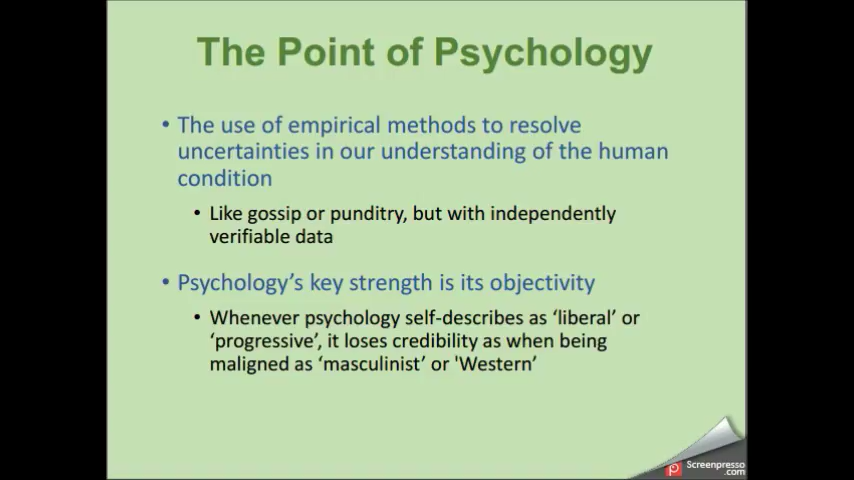 The Point of Psychology
• The use of empirical methods to resolve
uncertainties in our understanding of the human
condition
• Like gossip or punditry, but with independently
verifiable data
• Psychology’s key strength is its objectivity
• Whenever psychology self-describes as ‘liberal’ or
‘progressive’, it loses credibility as when being
maligned as ‘masculinist’ or 'Western’
Screenpresso
.com